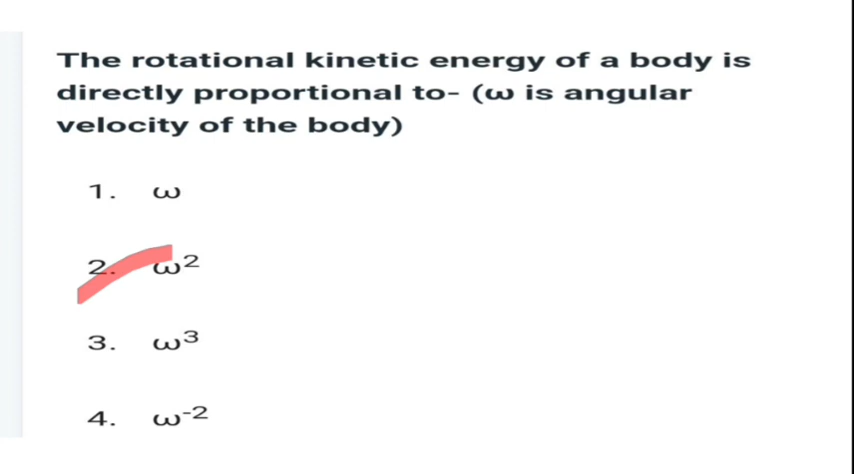 The rotational kinetic energy of a body is
directly proportional to- (ω is angular
velocity of the body)
1. ω
2. ω²
3. ω³
4. ω⁻²